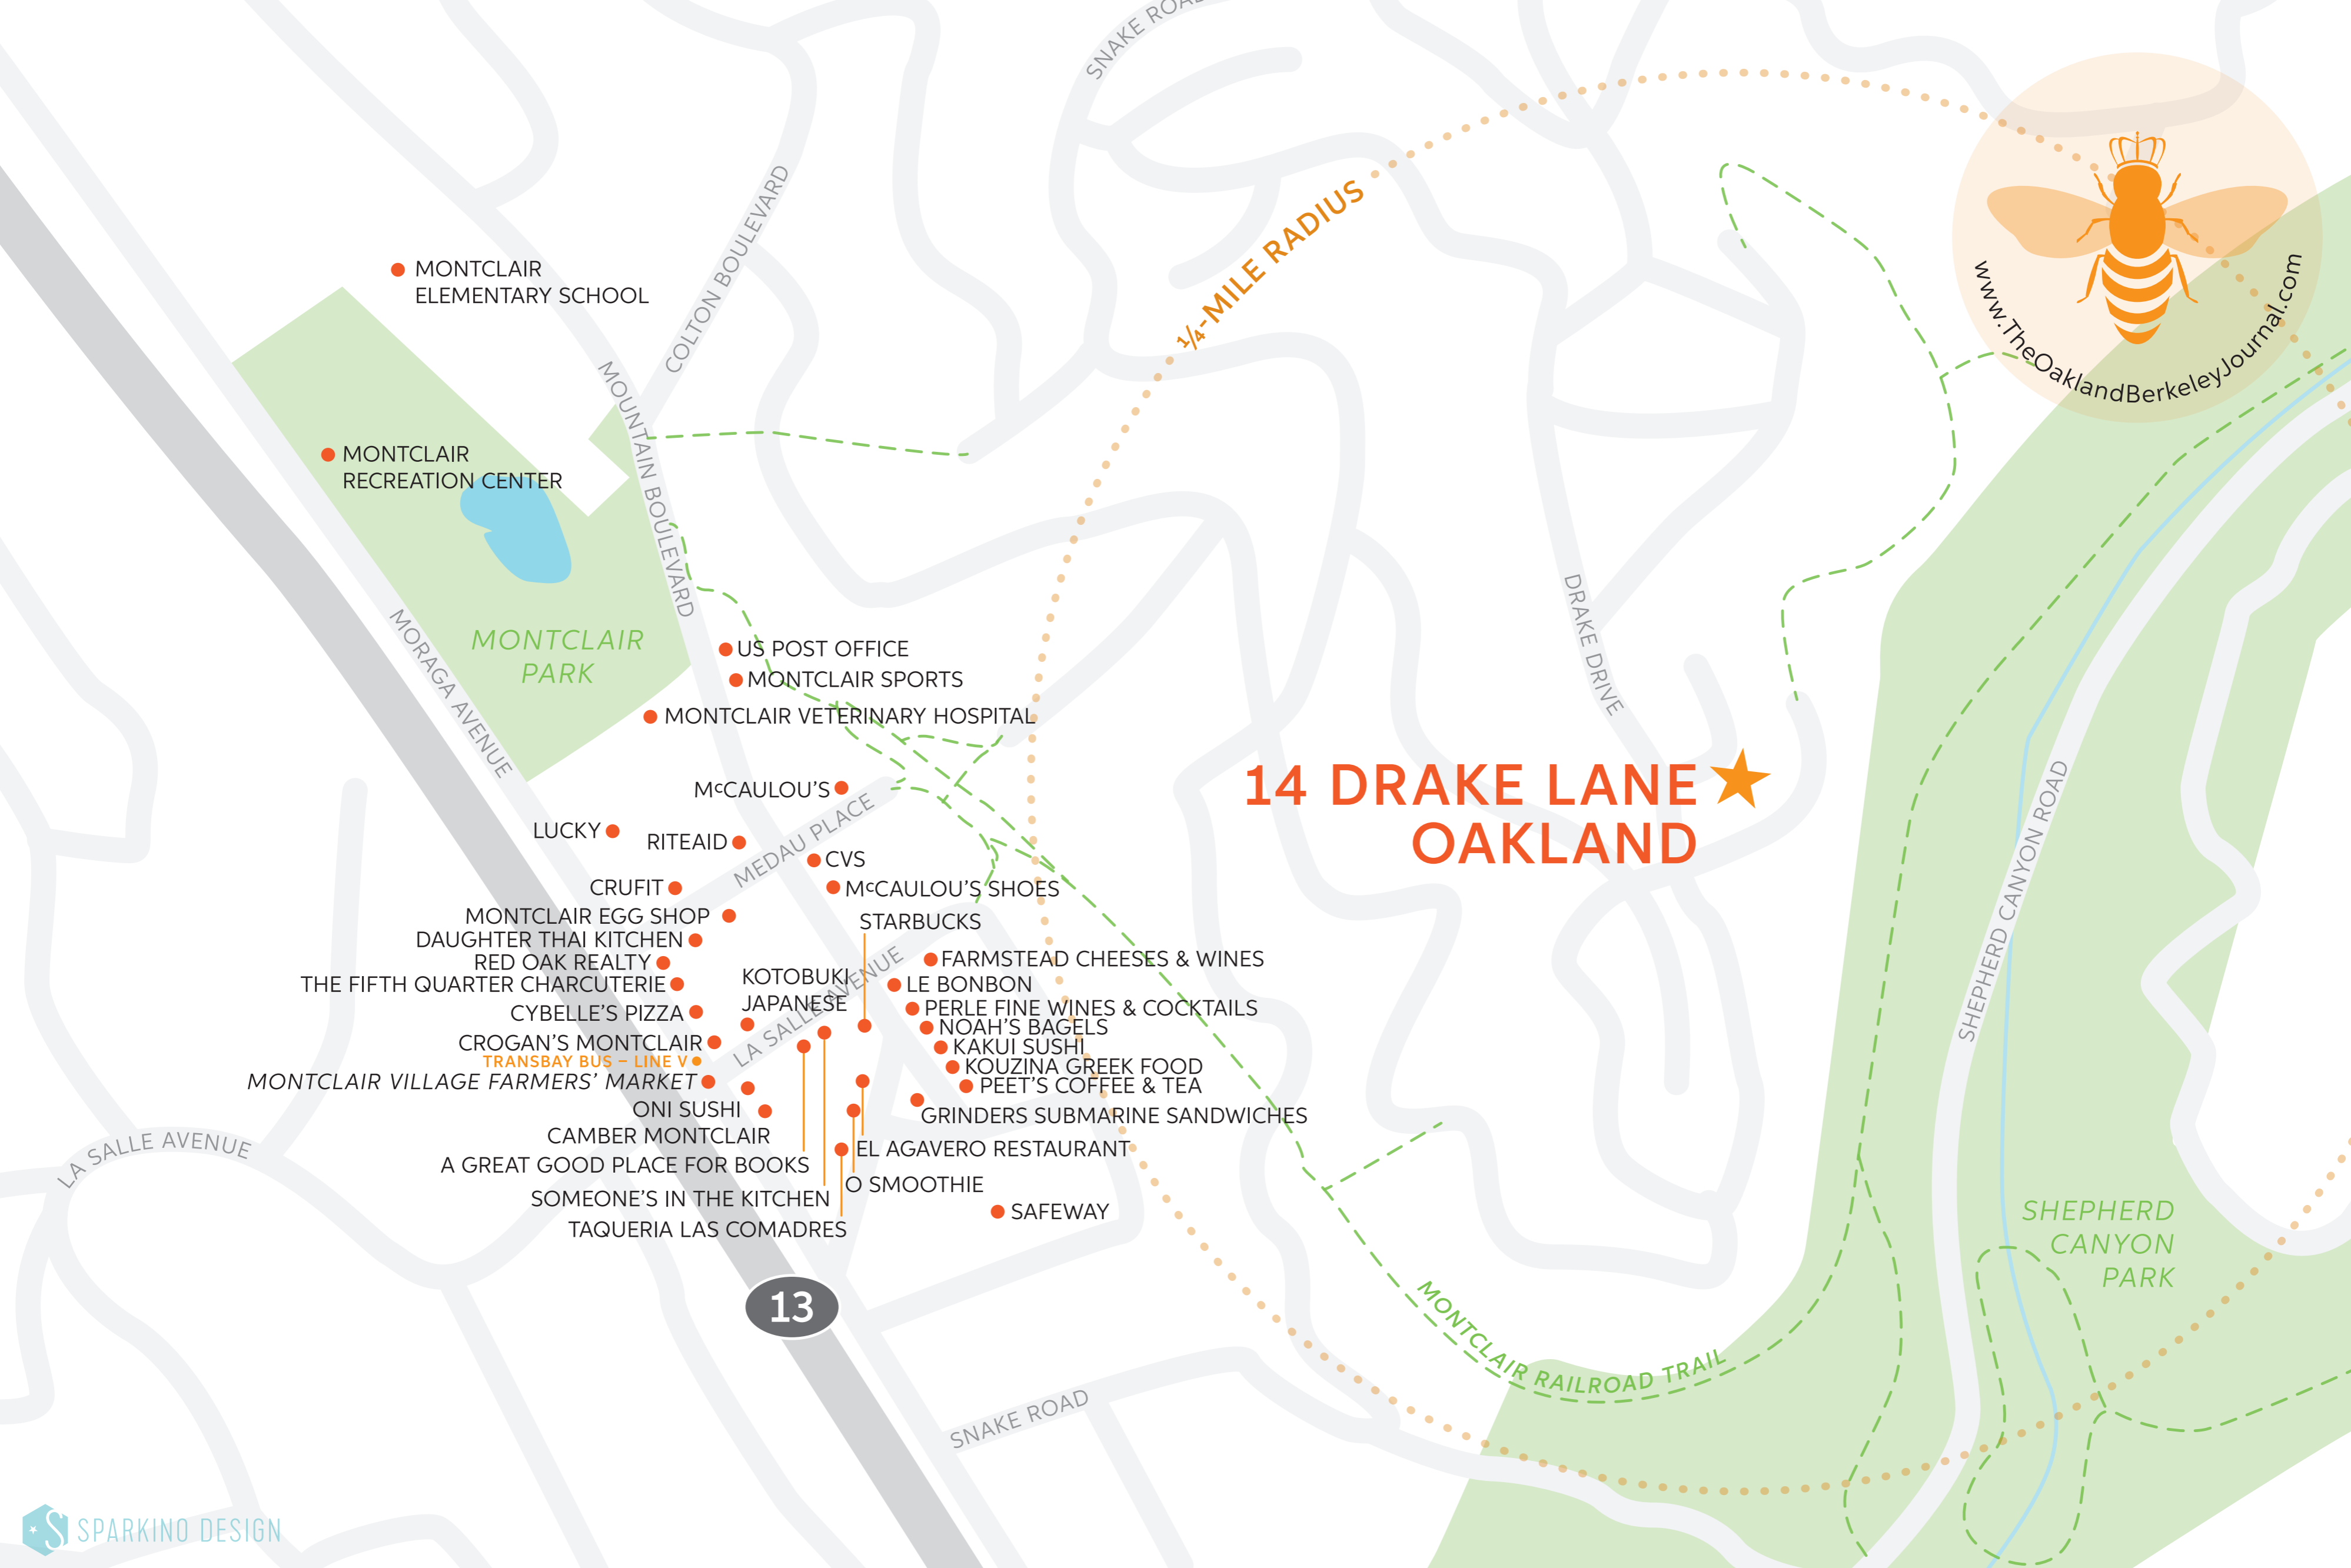 SNAKE ROAD
COLTON BOULEVARD
1/4-MILE RADIUS
www.TheOaklandBerkeleyJournal.com
MONTCLAIR
ELEMENTARY SCHOOL
MOUNTAIN BOULEVARD
MONTCLAIR
RECREATION CENTER
MORAGA AVENUE
MONTCLAIR
PARK
US POST OFFICE
MONTCLAIR SPORTS
MONTCLAIR VETERINARY HOSPITAL
DRAKE DRIVE
14 DRAKE LANE
OAKLAND
McCAULOU'S
MEDAU PLACE
LUCKY
RITEAID
CVS
CRUFIT
McCAULOU'S SHOES
MONTCLAIR EGG SHOP
STARBUCKS
DAUGHTER THAI KITCHEN
RED OAK REALTY
FARMSTEAD CHEESES & WINES
THE FIFTH QUARTER CHARCUTERIE
KOTOBUKI
JAPANESE
LA SALLE AVENUE
LE BONBON
CYBELLE'S PIZZA
PERLE FINE WINES & COCKTAILS
NOAH'S BAGELS
CROGAN'S MONTCLAIR
KAKUI SUSHI
TRANSBAY BUS – LINE V
KOUZINA GREEK FOOD
MONTCLAIR VILLAGE FARMERS' MARKET
PEET'S COFFEE & TEA
ONI SUSHI
GRINDERS SUBMARINE SANDWICHES
CAMBER MONTCLAIR
EL AGAVERO RESTAURANT
A GREAT GOOD PLACE FOR BOOKS
O SMOOTHIE
SOMEONE'S IN THE KITCHEN
SAFEWAY
TAQUERIA LAS COMADRES
LA SALLE AVENUE
SHEPHERD CANYON ROAD
SHEPHERD
CANYON
PARK
13
MONTCLAIR RAILROAD TRAIL
SNAKE ROAD
S SPARKINO DESIGN